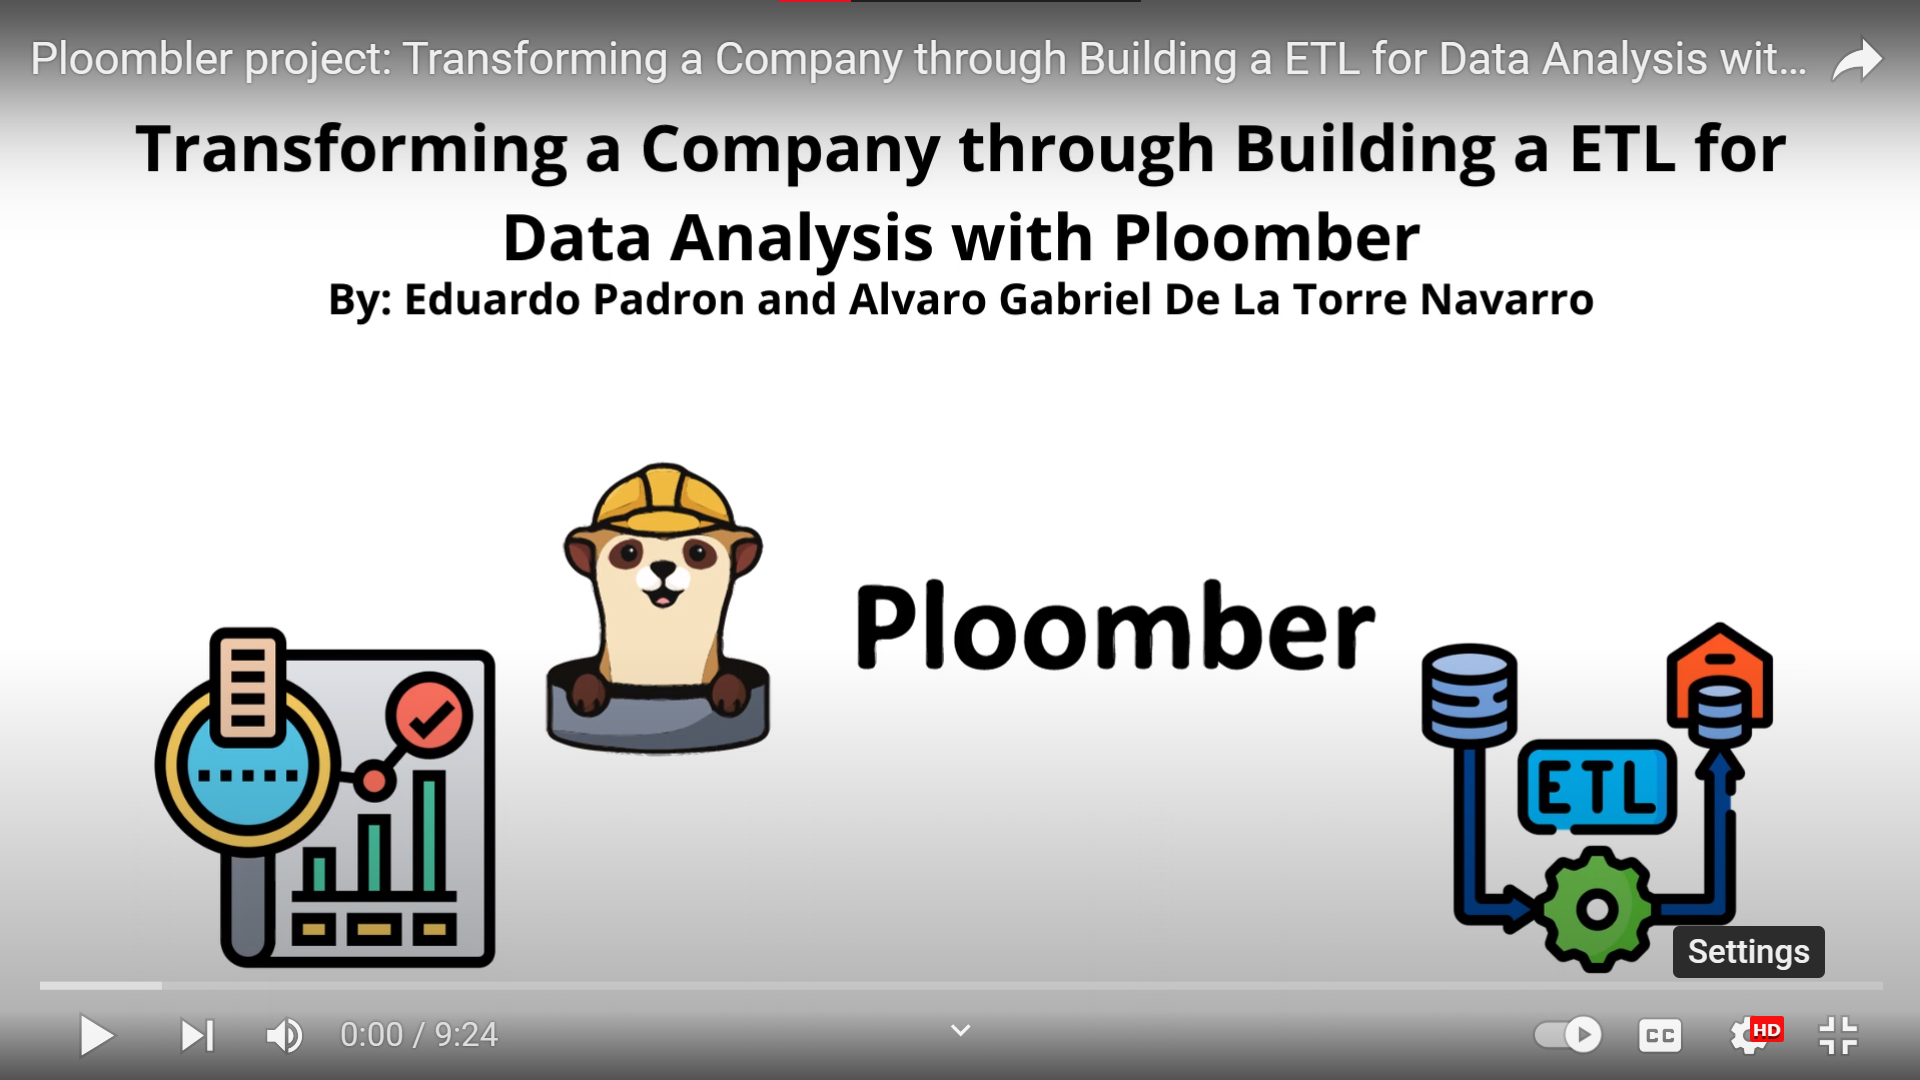 Ploombler project: Transforming a Company through Building a ETL for Data Analysis wit...
Transforming a Company through Building a ETL for
Data Analysis with Ploomber
By: Eduardo Padron and Alvaro Gabriel De La Torre Navarro
Ploomber
ETL
Settings
0:00 / 9:24
CC
HD